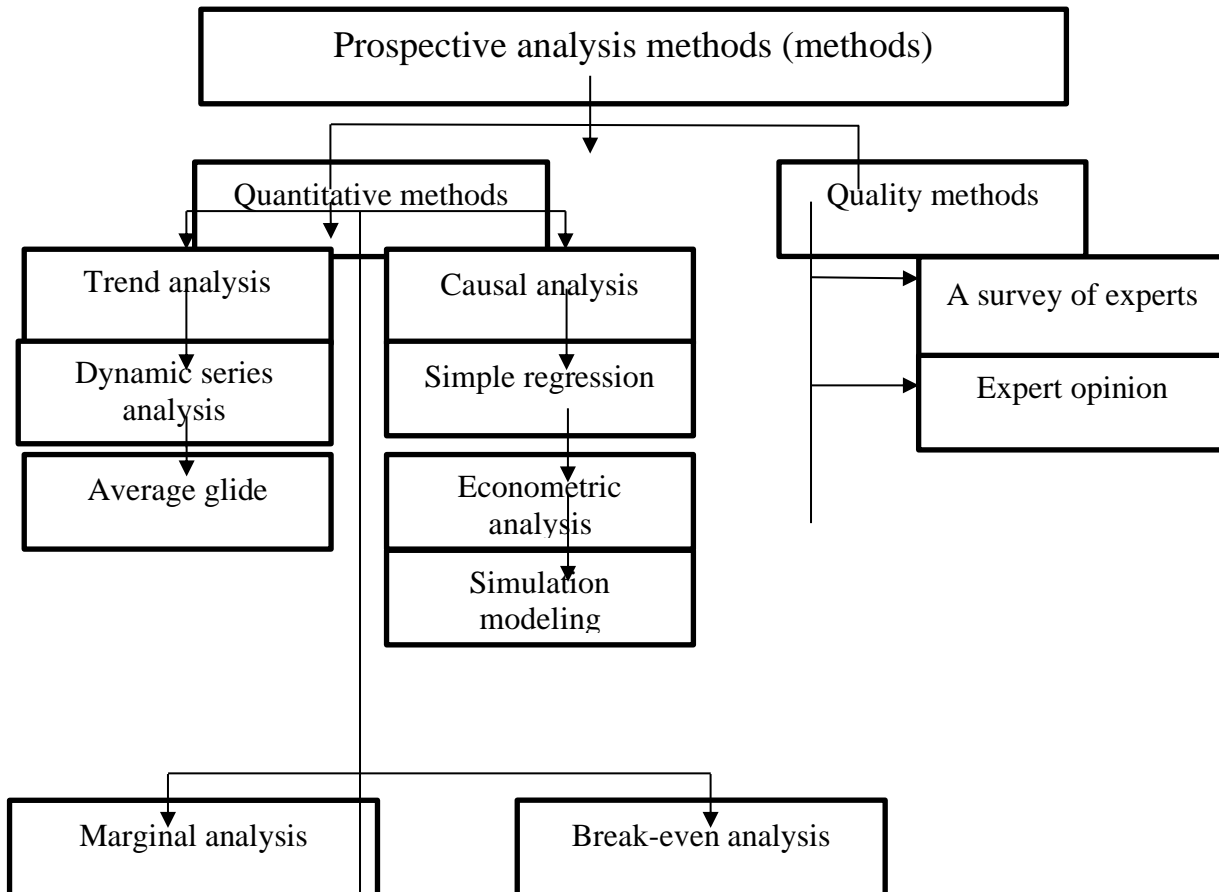 Prospective analysis methods (methods)
Quantitative methods
Quality methods
Trend analysis
Causal analysis
A survey of experts
Dynamic series
analysis
Simple regression
Expert opinion
Average glide
Econometric
analysis
Simulation
modeling
Marginal analysis
Break-even analysis